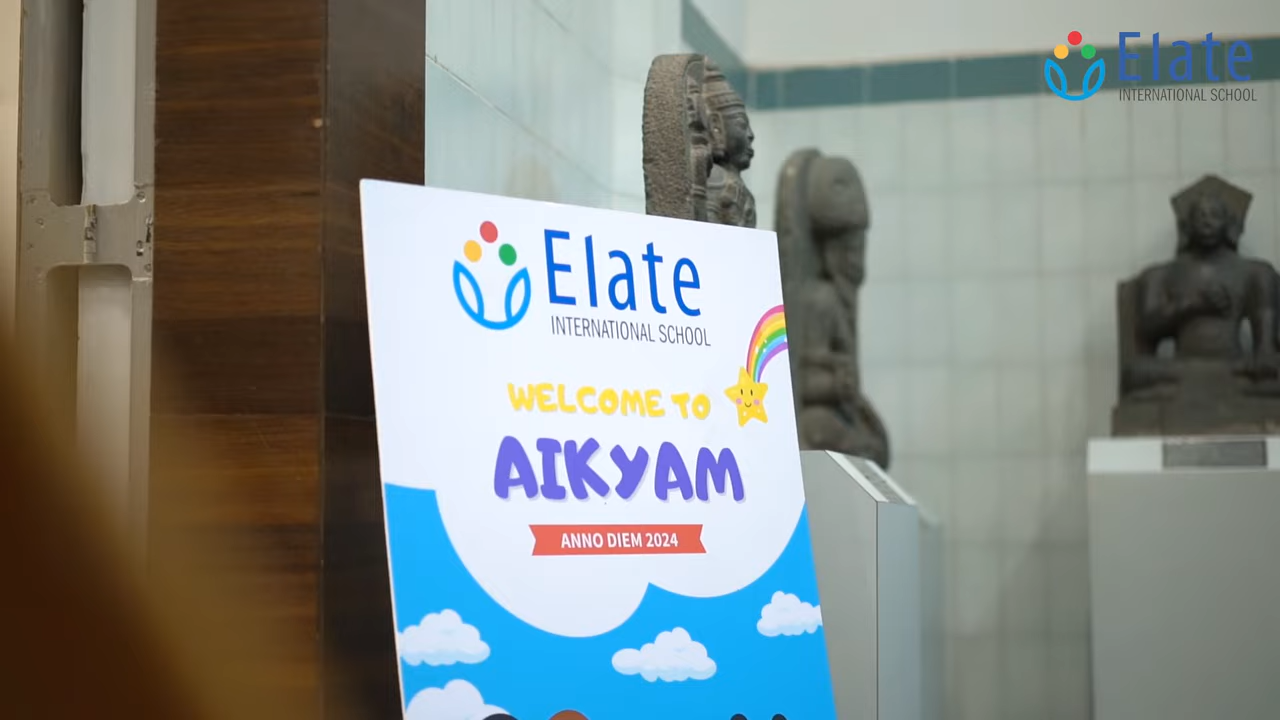 Elate
INTERNATIONAL SCHOOL
Elate
INTERNATIONAL SCHOOL
WELCOME TO
AIKYAM
ANNO DIEM 2024